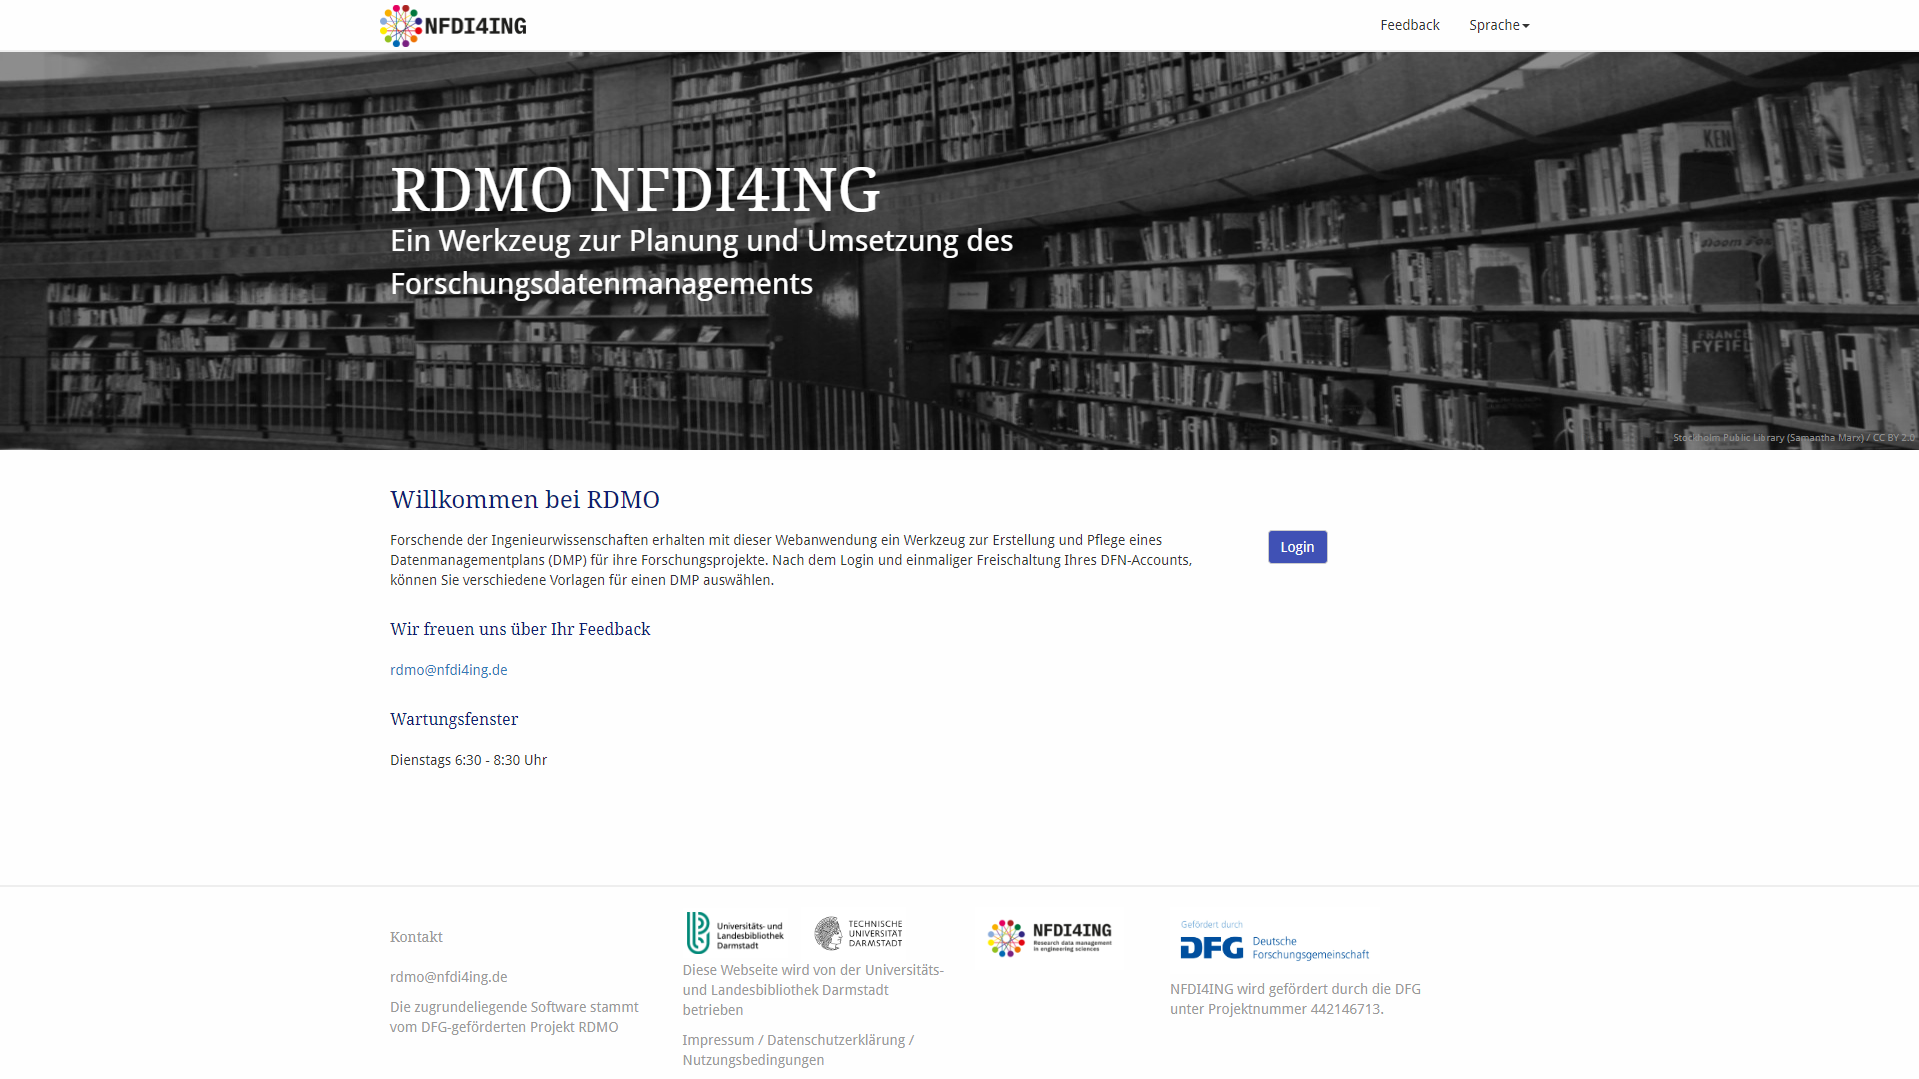 NFDI4ING
Feedback
Sprache
RDMO NFDI4ING
Ein Werkzeug zur Planung und Umsetzung des
Forschungsdatenmanagements
KEN
FRANCE
FYFIEL
Stockholm Public Library (Samantha Marx) / CC BY 2.0
Willkommen bei RDMO
Forschende der Ingenieurwissenschaften erhalten mit dieser Webanwendung ein Werkzeug zur Erstellung und Pflege eines
Datenmanagementplans (DMP) für ihre Forschungsprojekte. Nach dem Login und einmaliger Freischaltung Ihres DFN-Accounts,
können Sie verschiedene Vorlagen für einen DMP auswählen.
Login
Wir freuen uns über Ihr Feedback
rdmo@nfdi4ing.de
Wartungsfenster
Dienstags 6:30 - 8:30 Uhr
Kontakt
rdmo@nfdi4ing.de
Die zugrundeliegende Software stammt
vom DFG-geförderten Projekt RDMO
Universitäts- und
Landesbibliothek
Darmstadt
TECHNISCHE
UNIVERSITÄT
DARMSTADT
Diese Webseite wird von der Universitäts-
und Landesbibliothek Darmstadt
betrieben
Impressum / Datenschutzerklärung /
Nutzungsbedingungen
NFDI4ING
Research data management
in engineering sciences
Gefördert durch
DFG Deutsche
Forschungsgemeinschaft
NFDI4ING wird gefördert durch die DFG
unter Projektnummer 442146713.